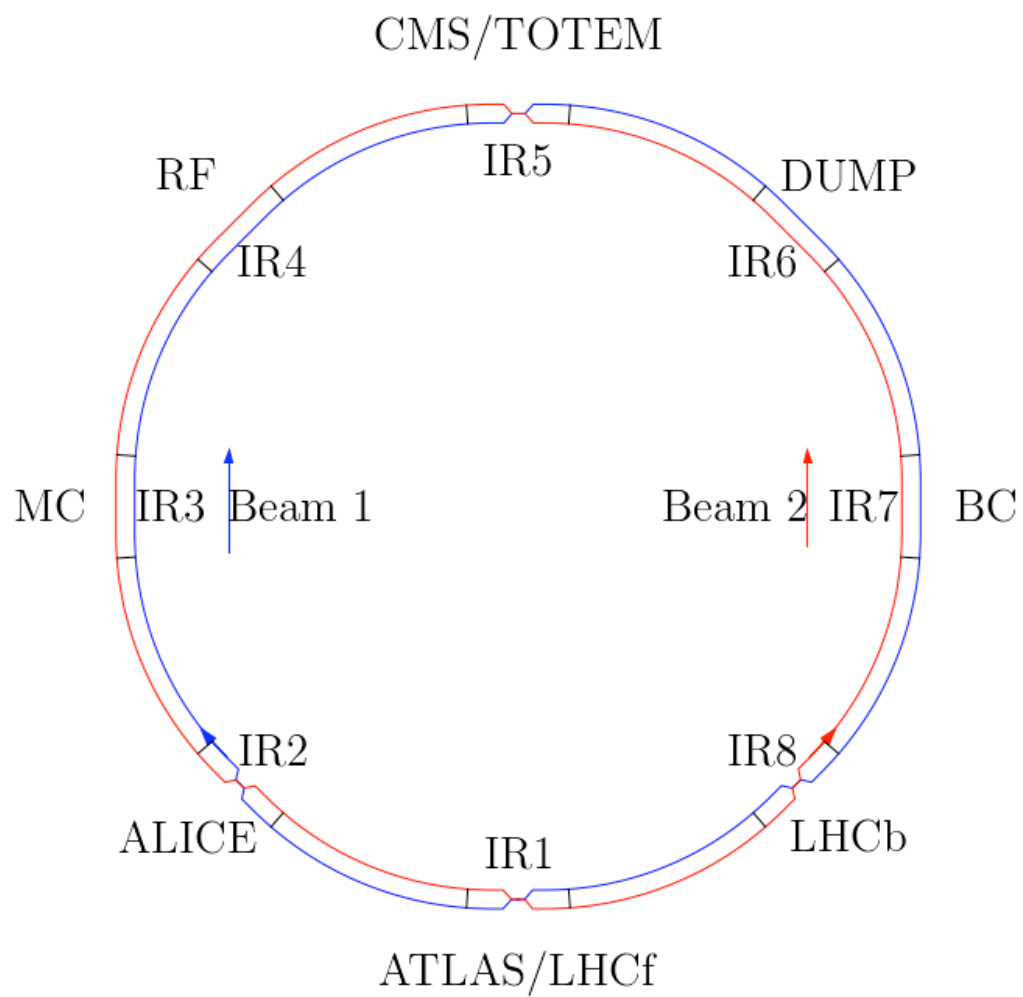 CMS/TOTEM
IR5
RF
DUMP
IR4
IR6
MC
IR3
Beam 1
Beam 2
IR7
BC
IR2
IR8
ALICE
LHCb
IR1
ATLAS/LHCf